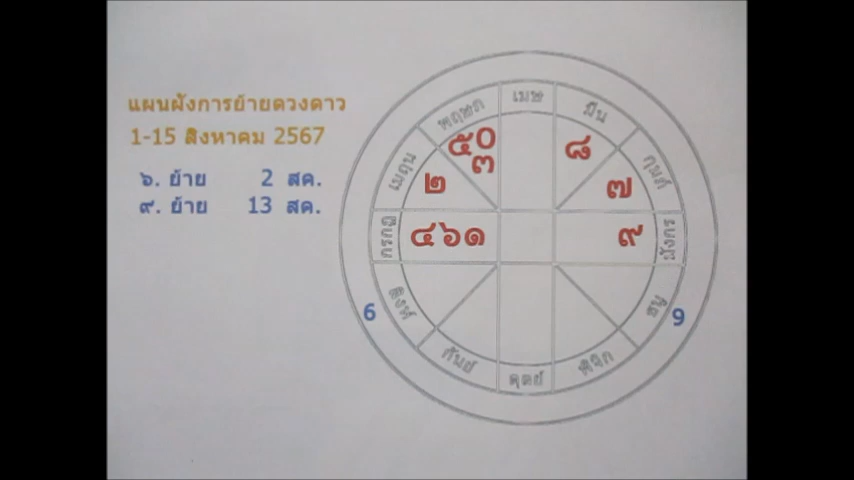 แผนผังการย้ายดวงดาว
1-15 สิงหาคม 2567
๖. ย้าย 2 สค.
๙. ย้าย 13 สค.
เมษ
พฤษภ
มีน
เมถุน
กุมภ์
กรกฎ
มังกร
สิงห์
ธนู
กันย์
พิจิก
ตุลย์
๕๐
๓
๘
๒
๗
๔๖๑
๙
6
9